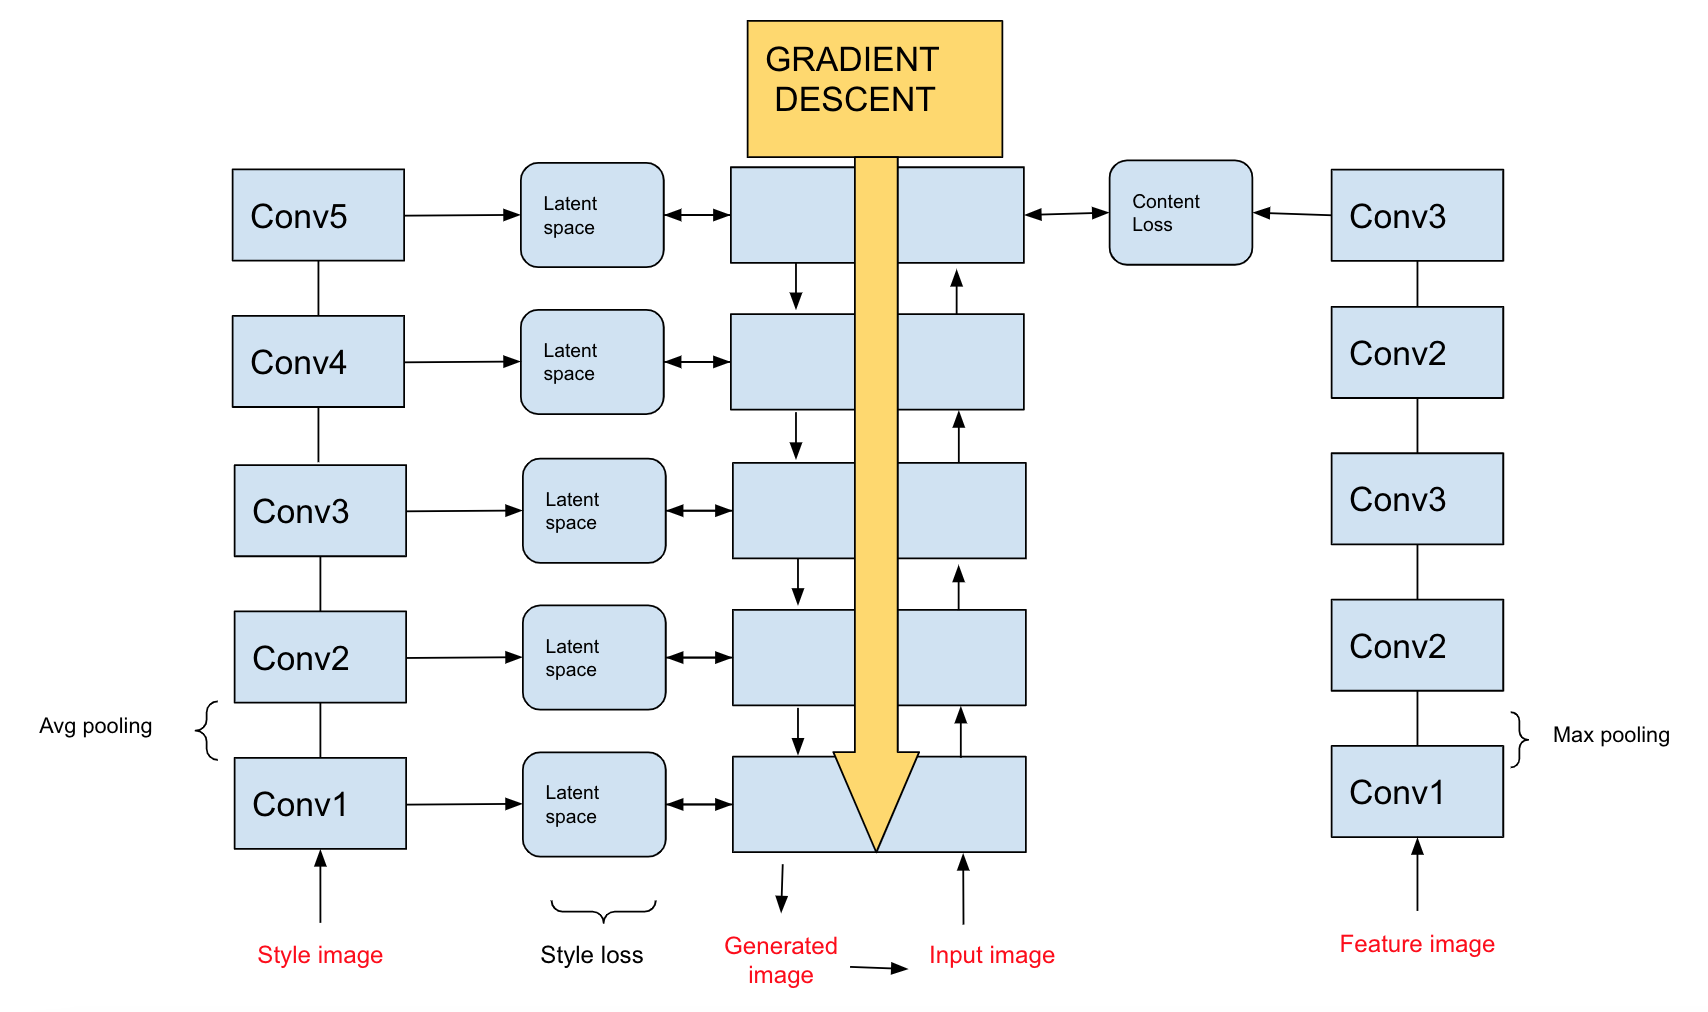 GRADIENT
DESCENT
Conv5
Latent
space
Content
Loss
Conv3
Conv4
Latent
space
Conv2
Conv3
Latent
space
Conv3
Conv2
Latent
space
Conv2
Avg pooling
Max pooling
Conv1
Latent
space
Conv1
Style image
Style loss
Generated
image
Input image
Feature image